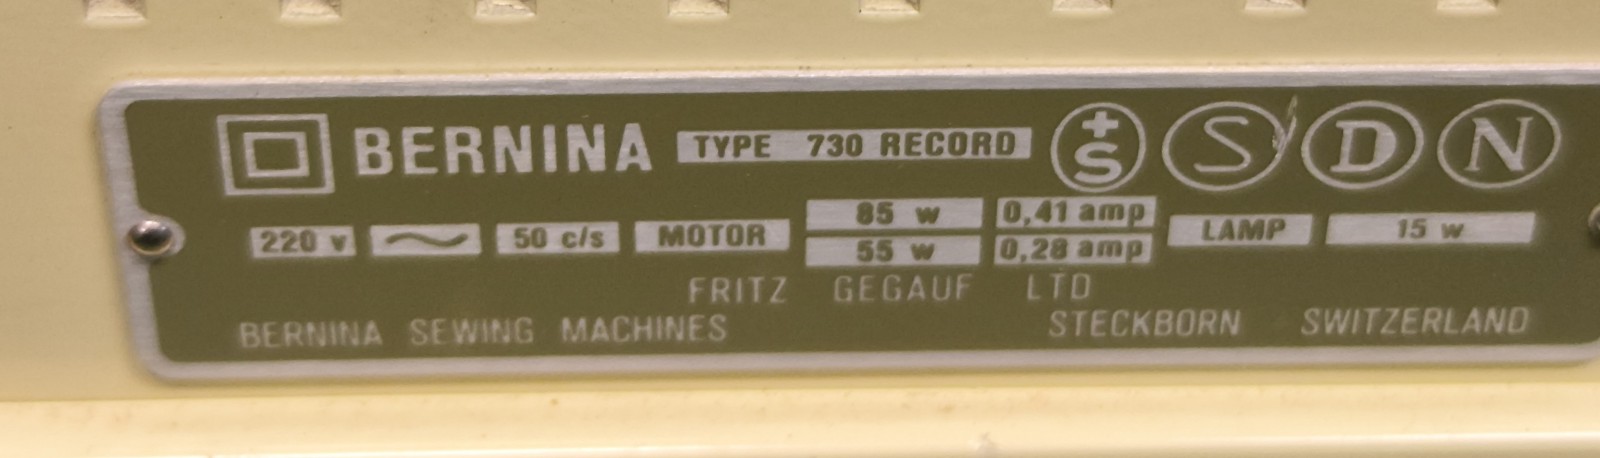 BERNINA TYPE 730 RECORD +S S D N
220 v ~ 50 c/s MOTOR 85 w 0,41 amp LAMP 15 w
55 w 0,28 amp
FRITZ GEGAUF LTD
BERNINA SEWING MACHINES STECKBORN SWITZERLAND